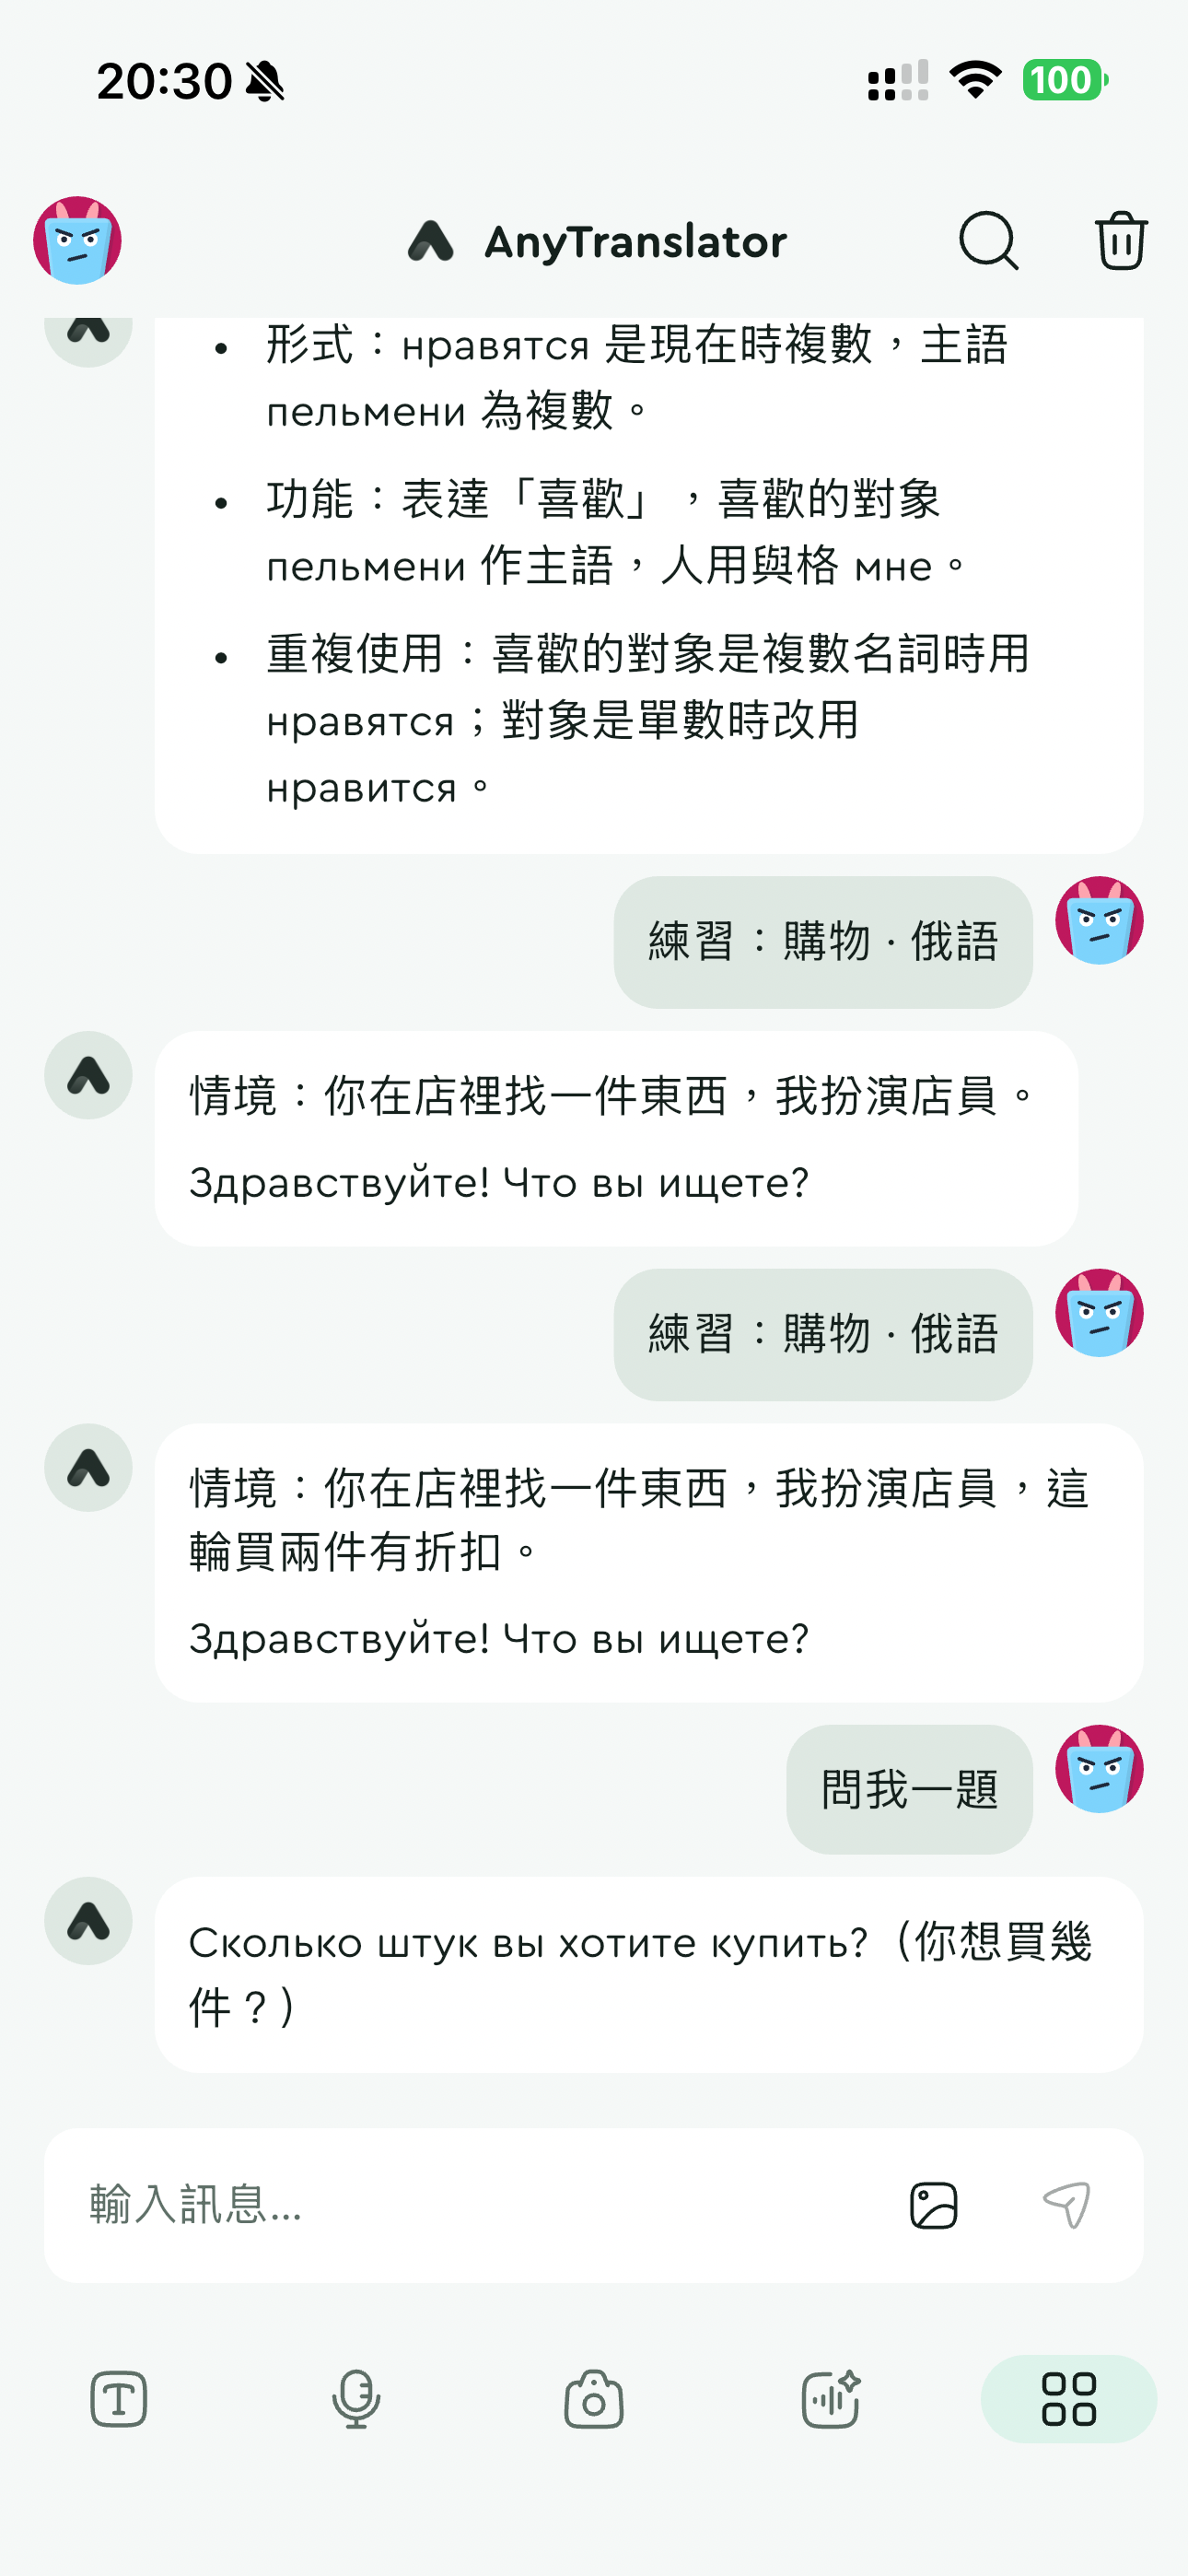 20:30
100
AnyTranslator
• 形式：нравятся 是現在時複數，主語
пельмени 為複數。
• 功能：表達「喜歡」，喜歡的對象
пельмени 作主語，人用與格 мне。
• 重複使用：喜歡的對象是複數名詞時用
нравятся；對象是單數時改用
нравится。
練習：購物 · 俄語
情境：你在店裡找一件東西，我扮演店員。
Здравствуйте! Что вы ищете?
練習：購物 · 俄語
情境：你在店裡找一件東西，我扮演店員，這
輪買兩件有折扣。
Здравствуйте! Что вы ищете?
問我一題
Сколько штук вы хотите купить?（你想買幾
件？）
輸入訊息...